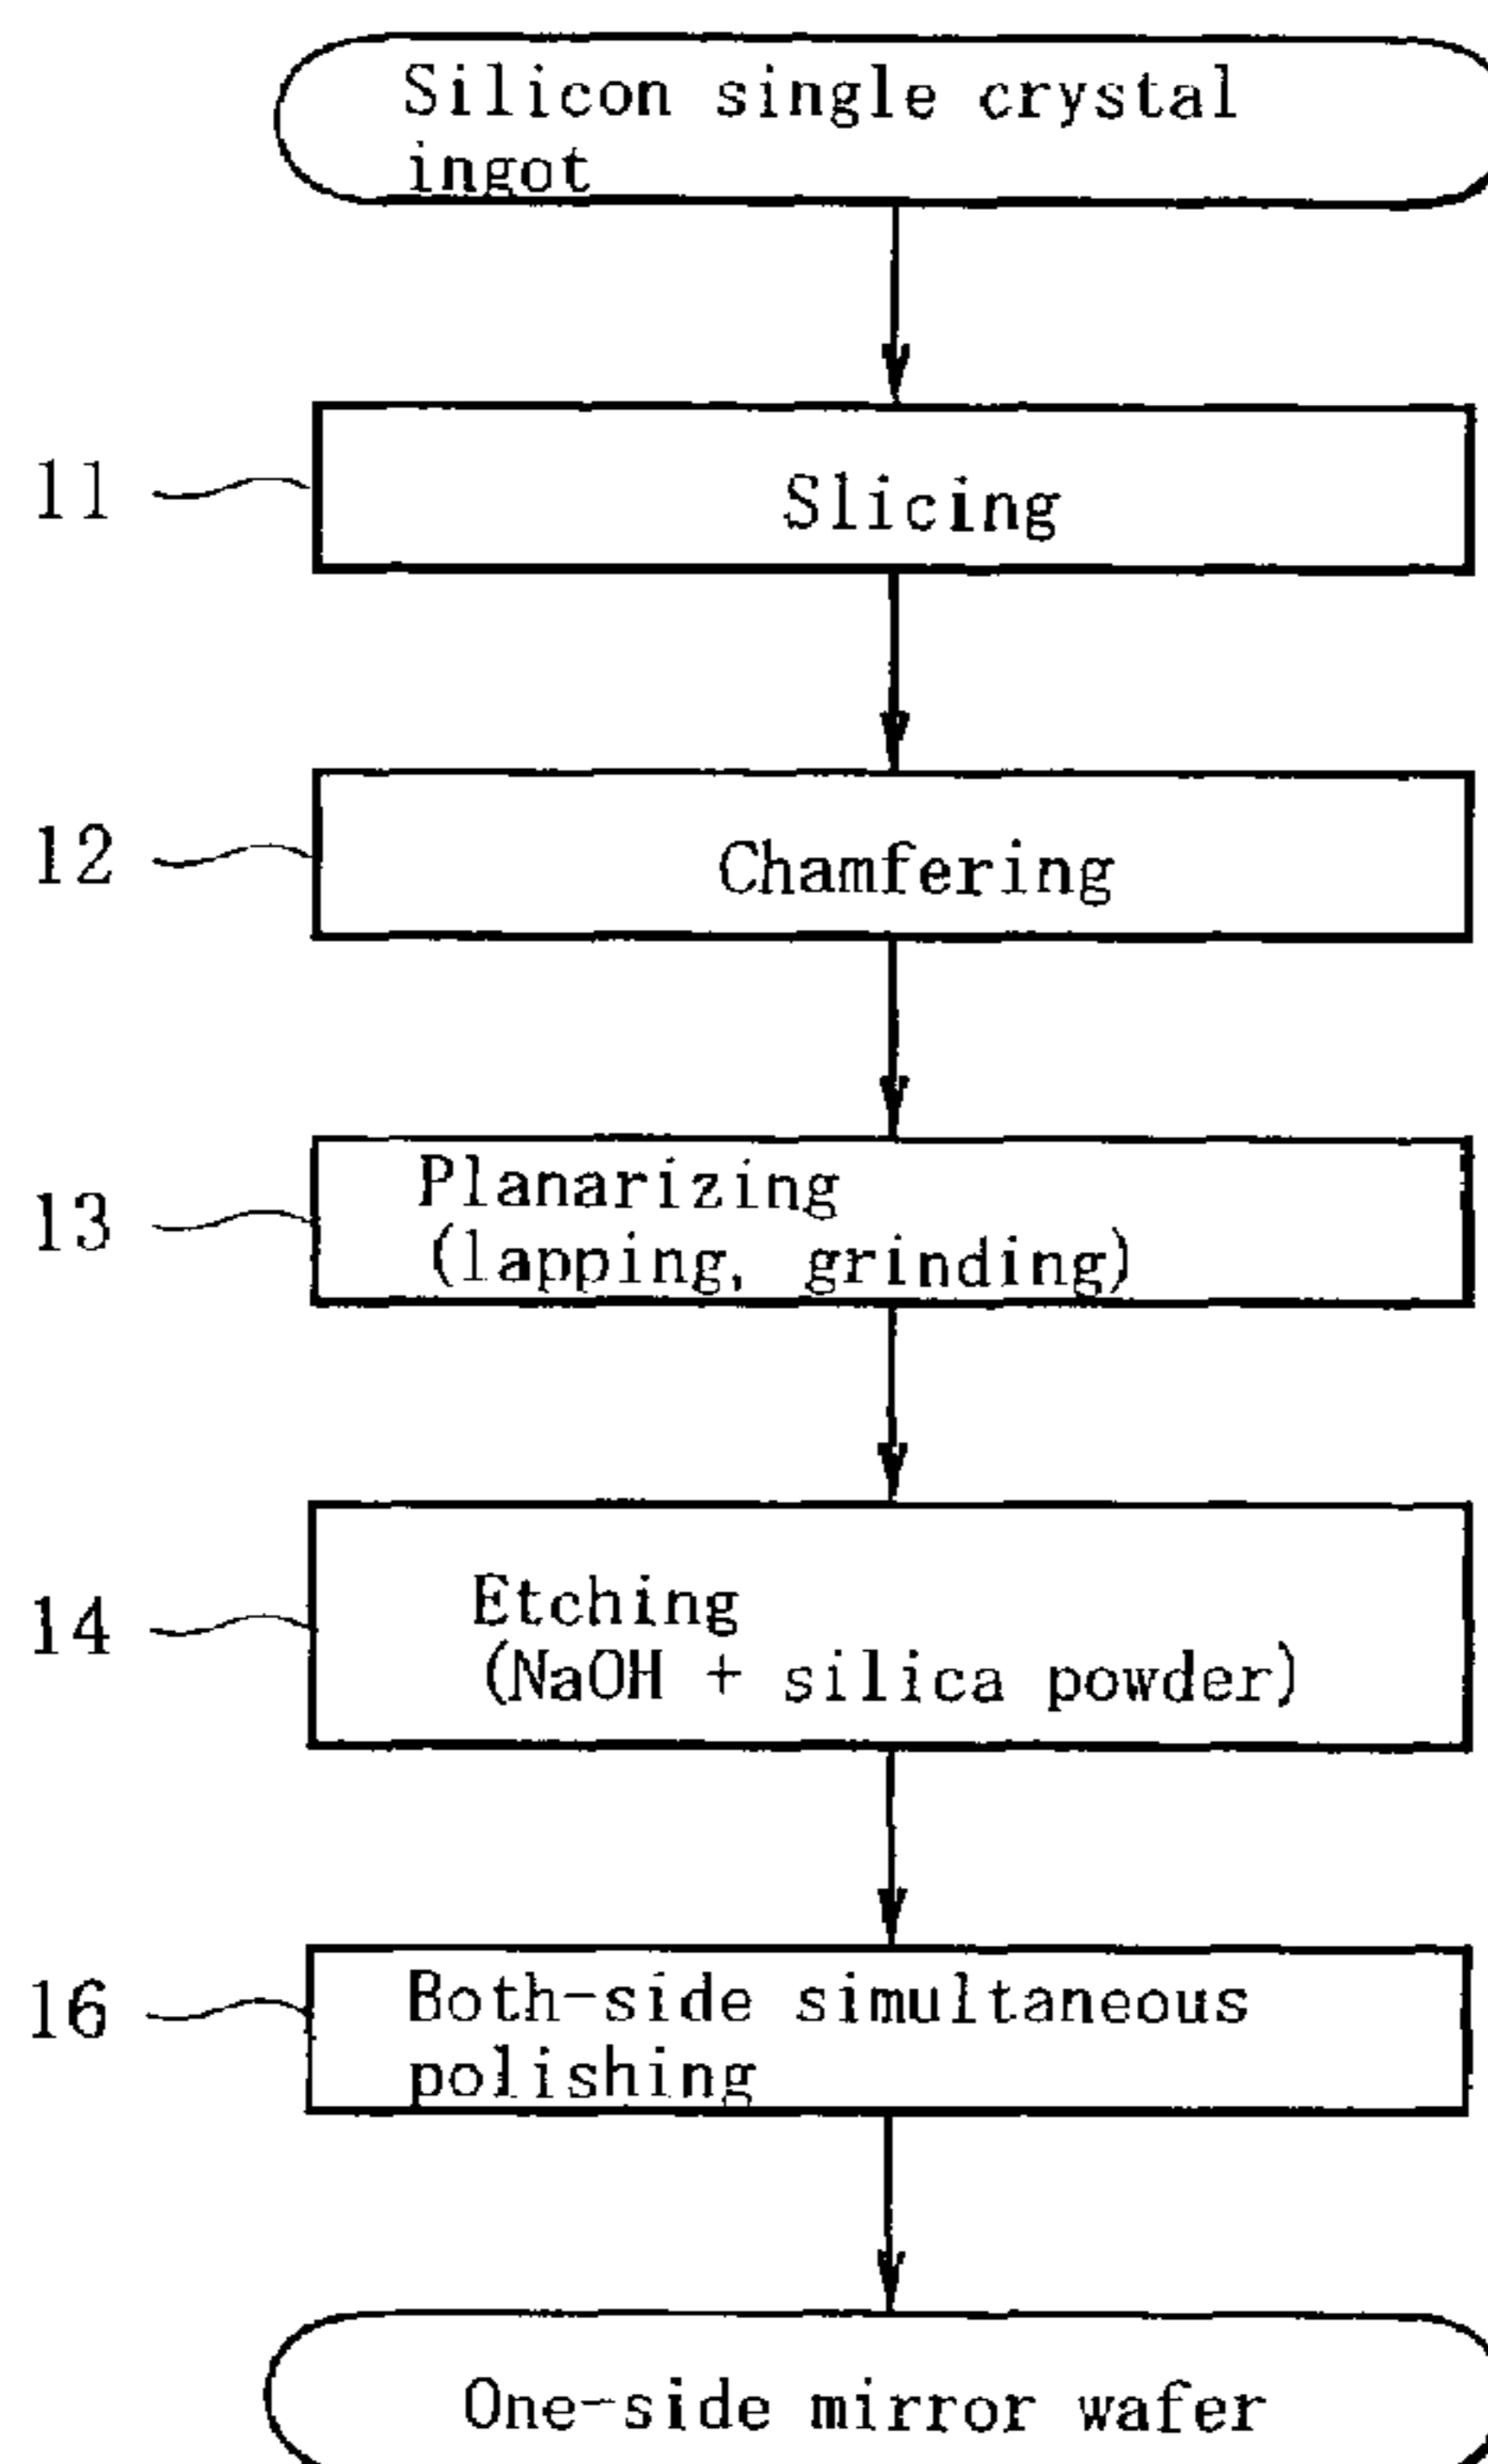 Silicon single crystal
ingot
11
Slicing
12
Chamfering
13
Planarizing
(lapping, grinding)
14
Etching
(NaOH + silica powder)
16
Both-side simultaneous
polishing
One-side mirror wafer